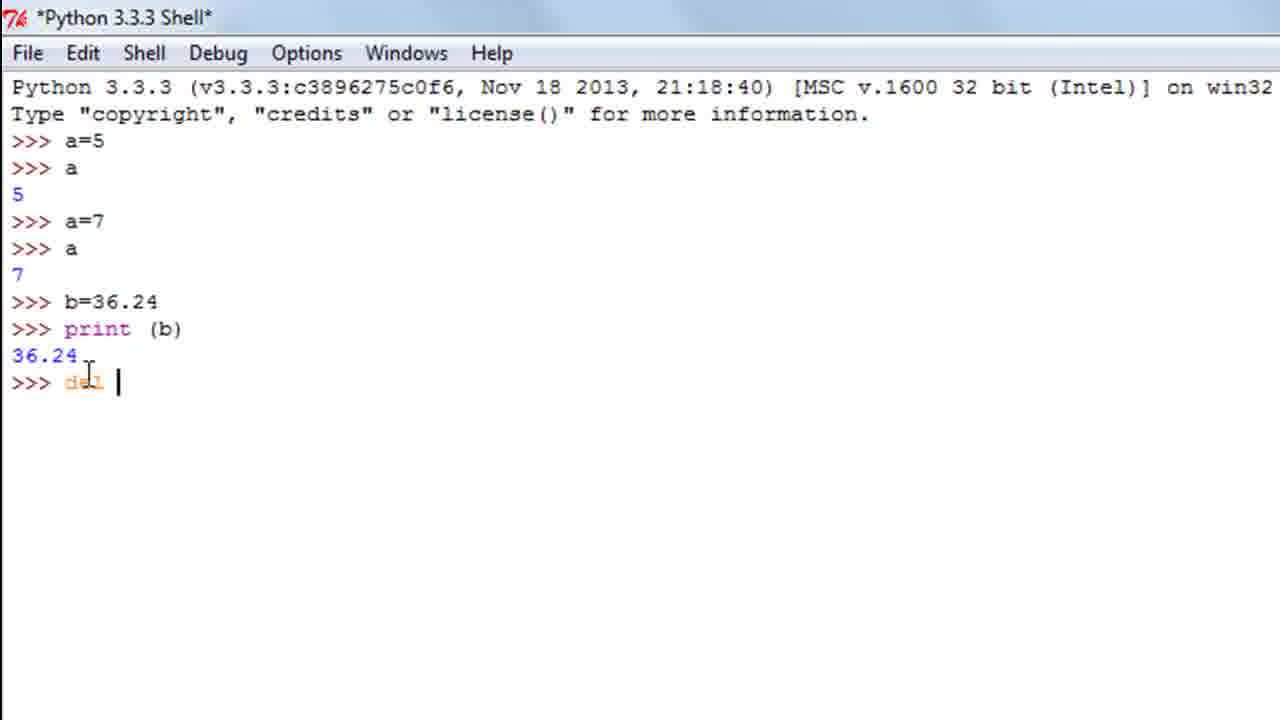 *Python 3.3.3 Shell*
File Edit Shell Debug Options Windows Help
Python 3.3.3 (v3.3.3:c3896275c0f6, Nov 18 2013, 21:18:40) [MSC v.1600 32 bit (Intel)] on win32
Type "copyright", "credits" or "license()" for more information.
>>> a=5
>>> a
5
>>> a=7
>>> a
7
>>> b=36.24
>>> print (b)
36.24
>>> del